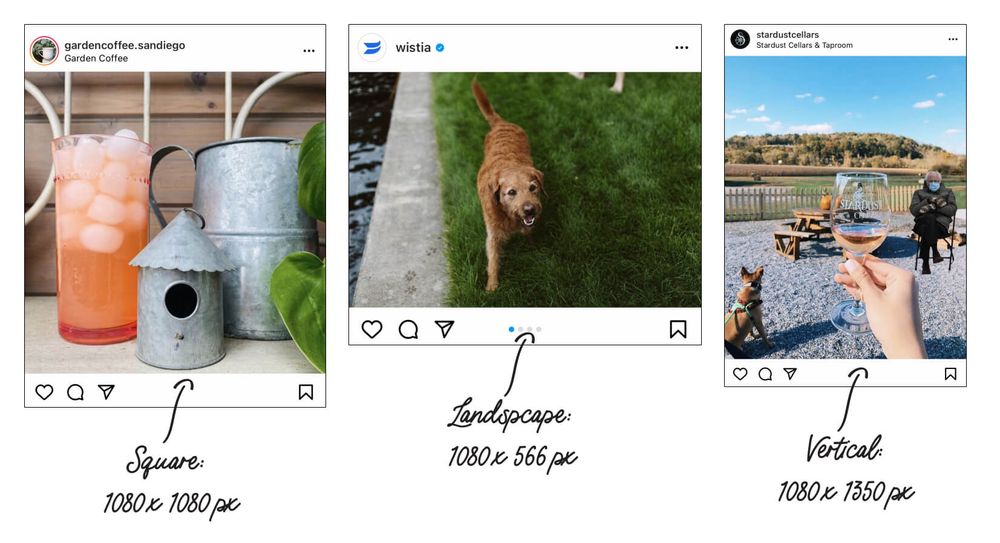 gardencoffee.sandiego
Garden Coffee
wistia
stardustcellars
Stardust Cellars & Taproom
STARDUST
Square:
1080 x 1080 px
Landspcape:
1080 x 566 px
Vertical:
1080 x 1350 px